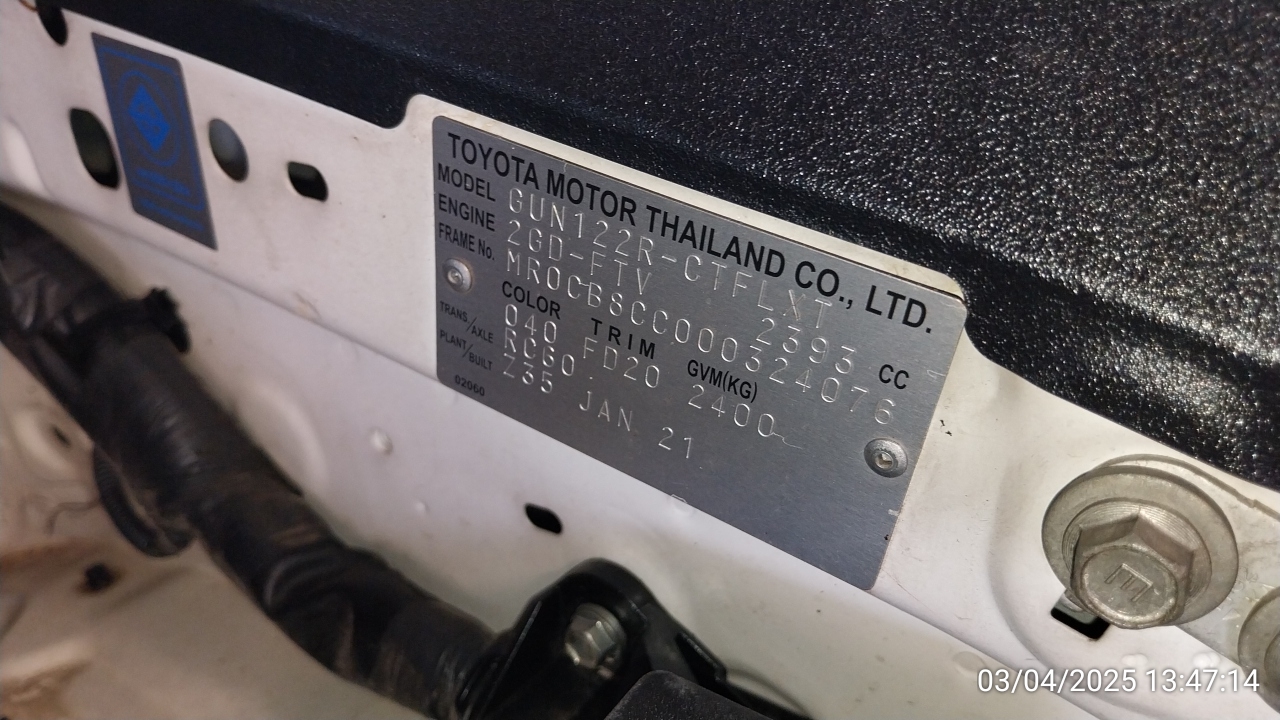 TOYOTA MOTOR THAILAND CO., LTD.
MODEL GUN122R-CTFLXT
ENGINE 2GD-FTV 2393 CC
FRAME No. MR0CB8CC000324076
COLOR TRIM GVM(KG)
040 FD20 2400
TRANS/AXLE RC60
PLANT/BUILT Z35 JAN 21
02060
E
03/04/2025 13:47:14